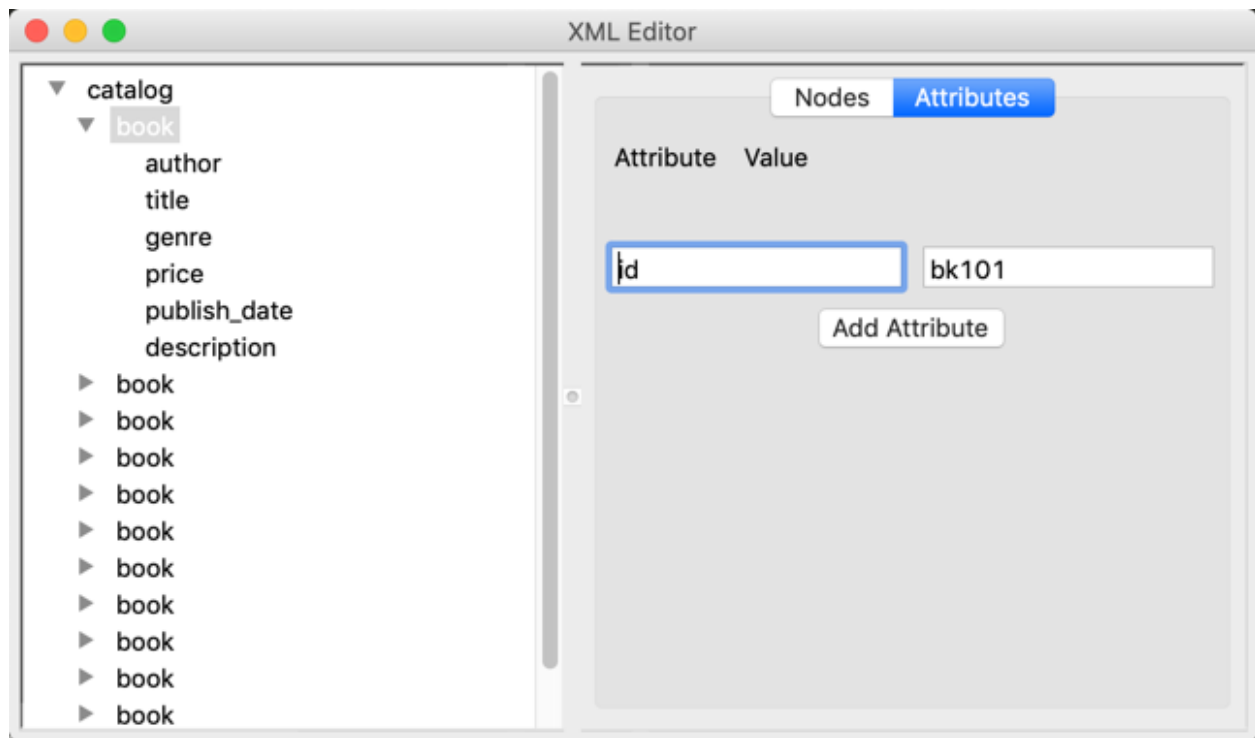 XML Editor
catalog
book
author
title
genre
price
publish_date
description
book
book
book
book
book
book
book
book
book
book
Nodes Attributes
Attribute Value
id bk101
Add Attribute